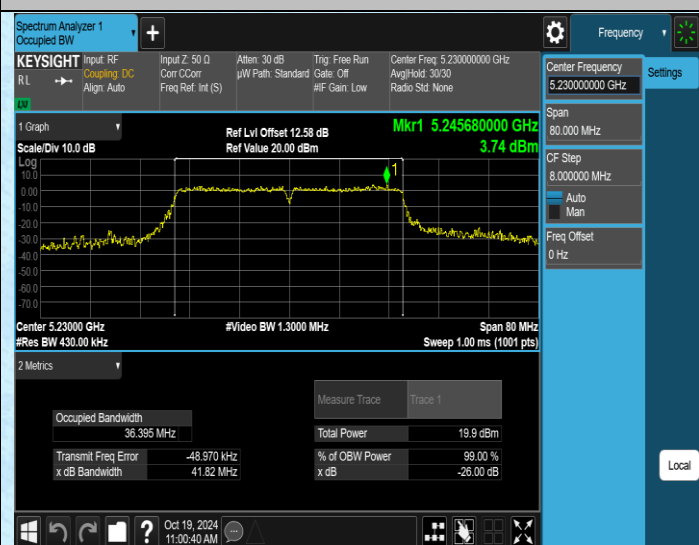 Spectrum Analyzer 1
Occupied BW
+
Frequency
KEYSIGHT
RL
LXI
Input: RF
Coupling: DC
Align: Auto
Input Z: 50 Ω
Corr CCorr
Freq Ref: Int (S)
Atten: 30 dB
µW Path: Standard
Trig: Free Run
Gate: Off
#IF Gain: Low
Center Freq: 5.230000000 GHz
Avg|Hold: 30/30
Radio Std: None
Center Frequency
5.230000000 GHz
Settings
Span
80.000 MHz
CF Step
8.000000 MHz
Auto
Man
Freq Offset
0 Hz
1 Graph
Scale/Div 10.0 dB
Ref Lvl Offset 12.58 dB
Ref Value 20.00 dBm
Mkr1 5.245680000 GHz
3.74 dBm
Log
10.0
0.00
-10.0
-20.0
-30.0
-40.0
-50.0
-60.0
-70.0
1
Center 5.23000 GHz
#Video BW 1.3000 MHz
Span 80 MHz
#Res BW 430.00 kHz
Sweep 1.00 ms (1001 pts)
2 Metrics
Measure Trace
Trace 1
Occupied Bandwidth
36.395 MHz
Total Power
19.9 dBm
Transmit Freq Error
-48.970 kHz
% of OBW Power
99.00 %
x dB Bandwidth
41.82 MHz
x dB
-26.00 dB
Local
?
Oct 19, 2024
11:00:40 AM